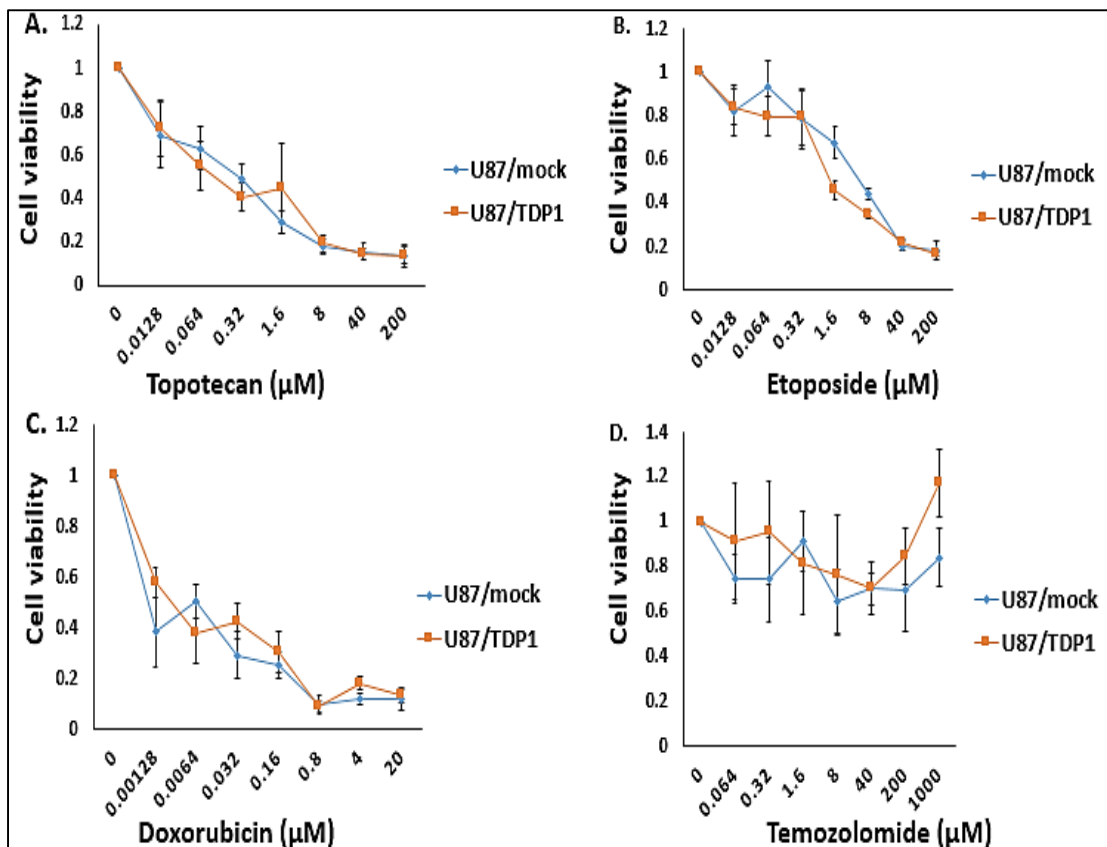 A.
1.2
1
0.8
0.6
0.4
0.2
0
Cell viability
U87/mock
U87/TDP1
0 0.0128 0.064 0.32 1.6 8 40 200
Topotecan (µM)
B.
1.2
1
0.8
0.6
0.4
0.2
0
Cell viability
U87/mock
U87/TDP1
0 0.0128 0.064 0.32 1.6 8 40 200
Etoposide (µM)
C.
1.2
1
0.8
0.6
0.4
0.2
0
Cell viability
U87/mock
U87/TDP1
0 0.00128 0.0064 0.032 0.16 0.8 4 20
Doxorubicin (µM)
D.
1.4
1.2
1
0.8
0.6
0.4
0.2
0
Cell viability
U87/mock
U87/TDP1
0 0.064 0.32 1.6 8 40 200 1000
Temozolomide (µM)